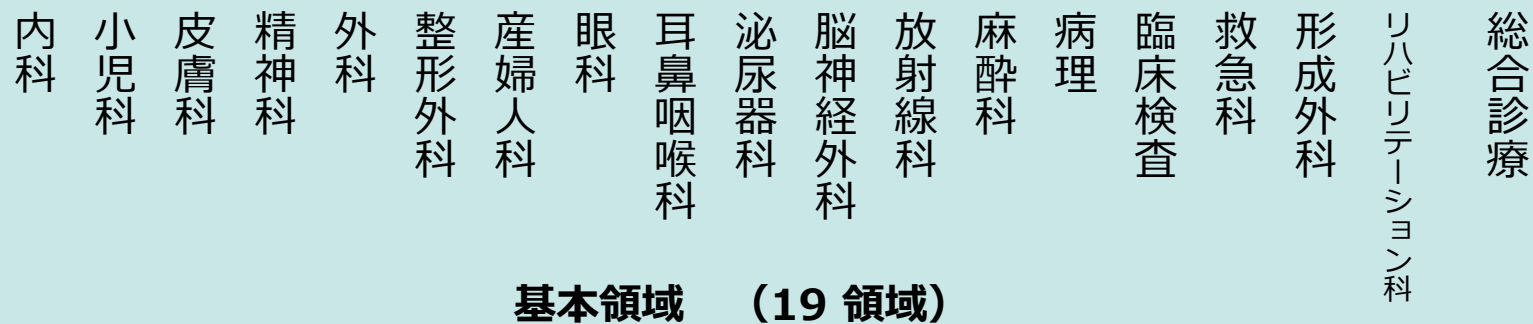 内科
小児科
皮膚科
精神科
外科
整形外科
産婦人科
眼科
耳鼻咽喉科
泌尿器科
脳神経外科
放射線科
麻酔科
病理
臨床検査
救急科
形成外科
リハビリテーション科
総合診療
基本領域 （19 領域）